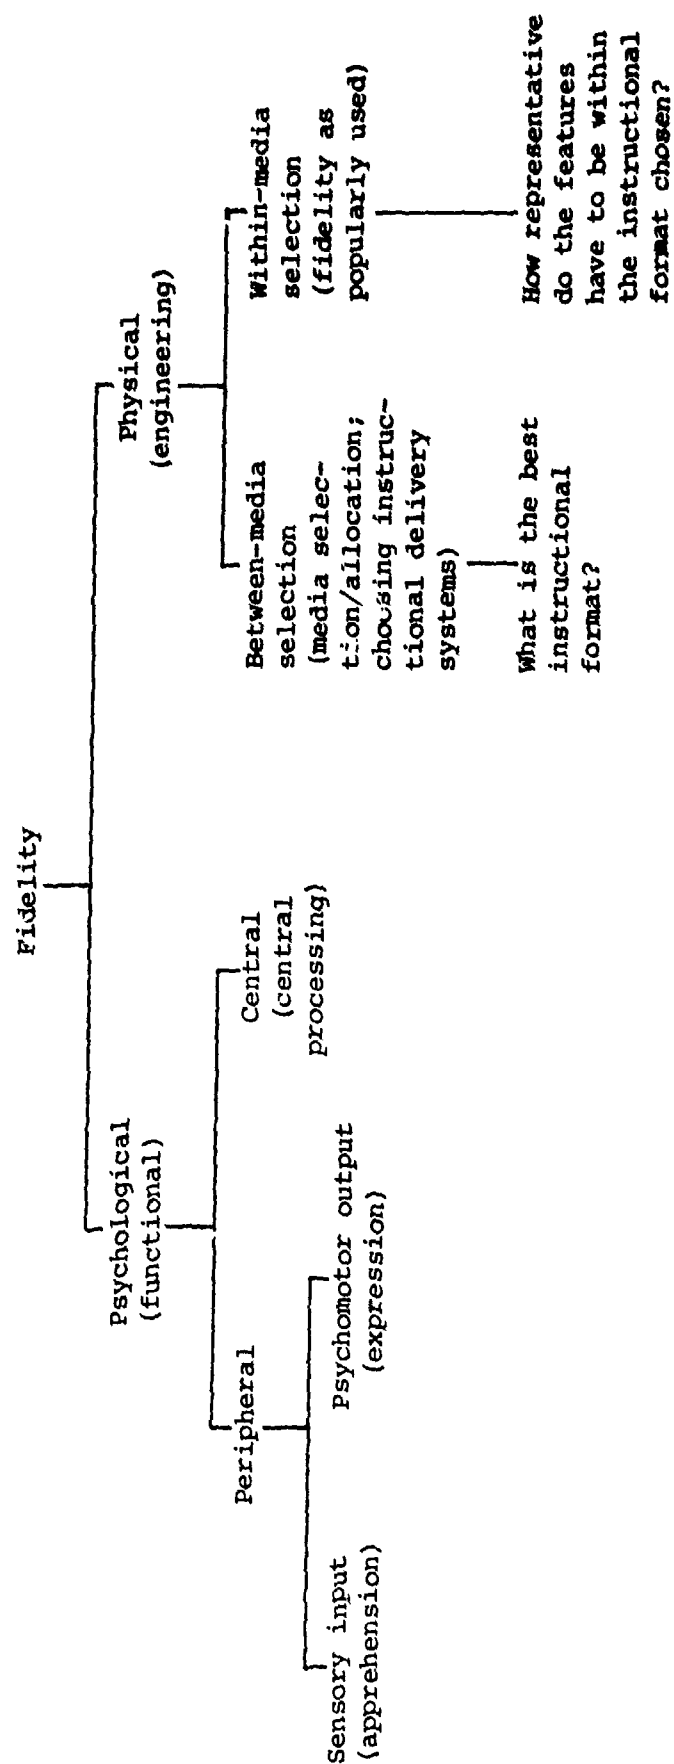 Fidelity
Psychological
(functional)
Physical
(engineering)
Peripheral
Central
(central
processing)
Between-media
selection
(media selec-
tion/allocation;
choosing instruc-
tional delivery
systems)
Within-media
selection
(fidelity as
popularly used)
Sensory input
(apprehension)
Psychomotor output
(expression)
What is the best
instructional
format?
How representative
do the features
have to be within
the instructional
format chosen?